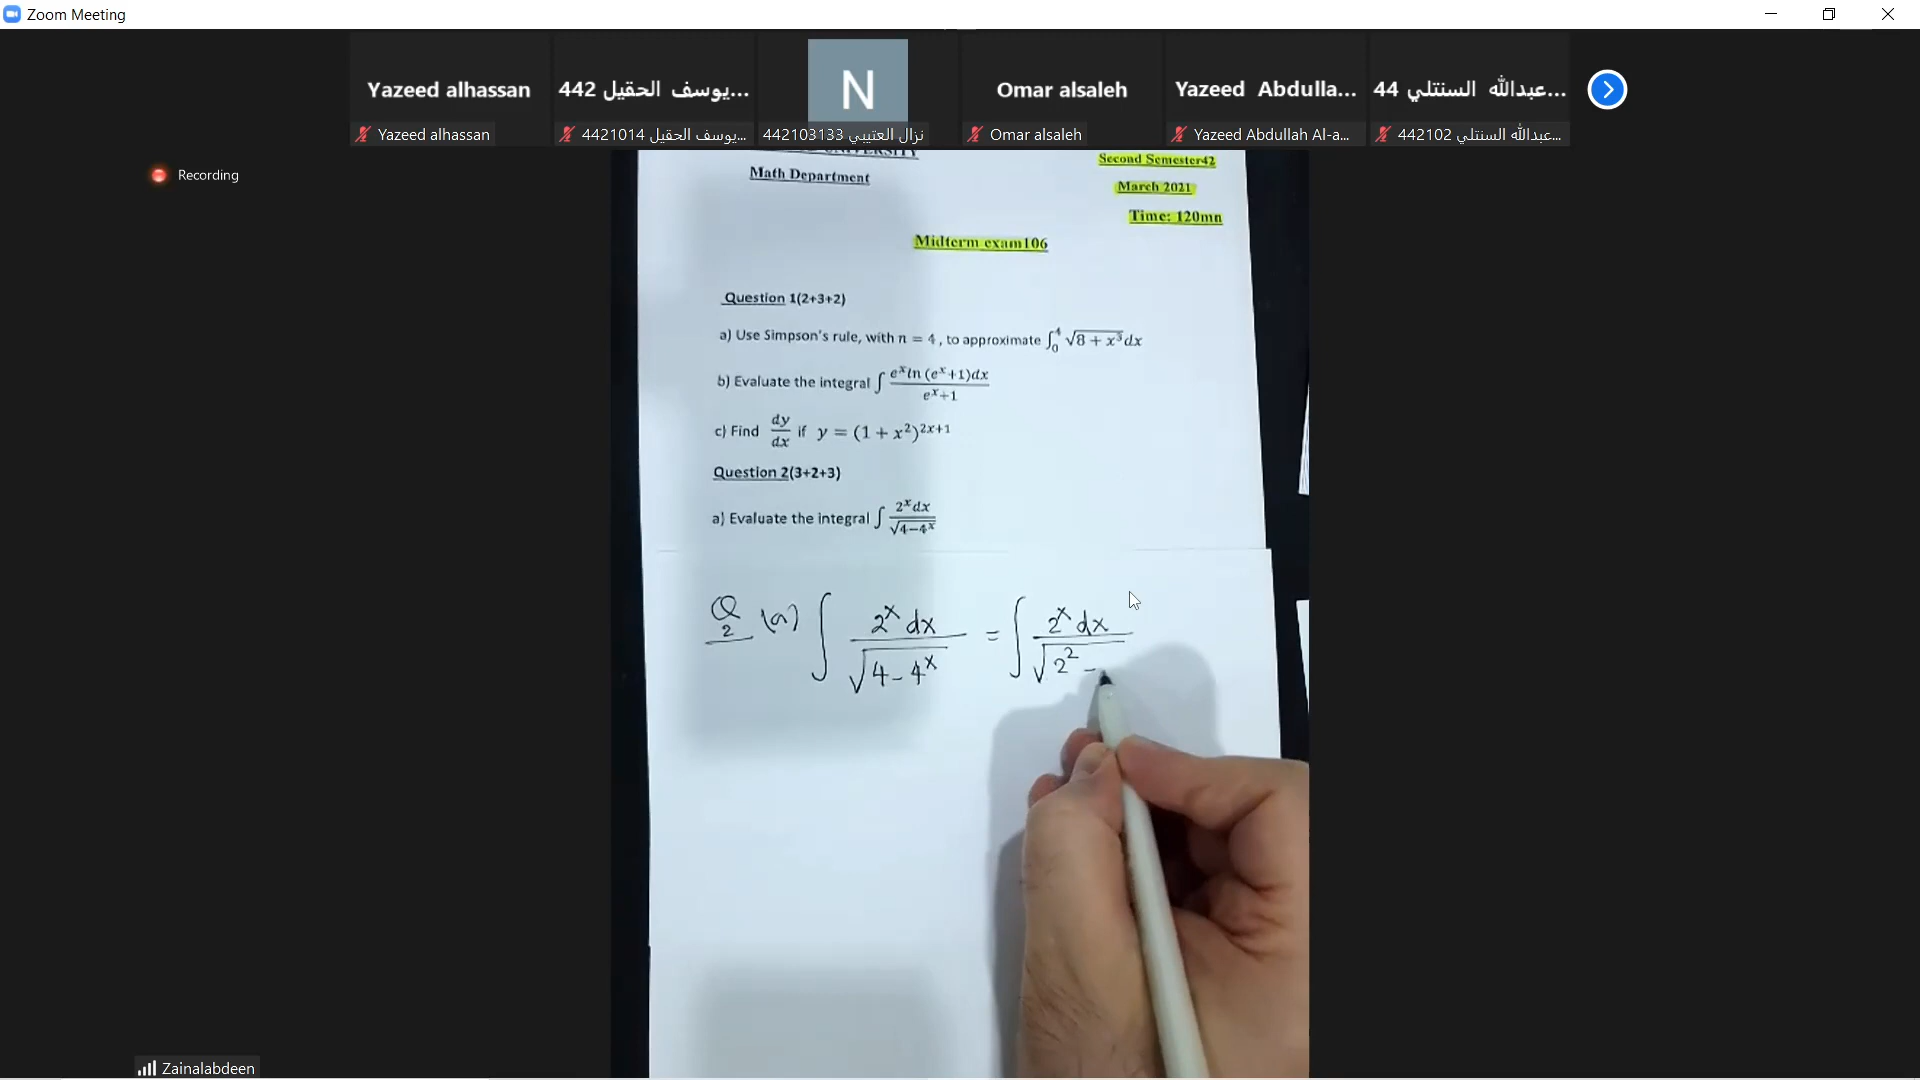 Zoom Meeting
Yazeed alhassan
يوسف الحقيل 442...
N
Omar alsaleh
Yazeed Abdulla...
عبدالله السنتلي 44...
Yazeed alhassan
يوسف الحقيل 4421014...
نزال العتيبي 442103133
Omar alsaleh
Yazeed Abdullah Al-a...
عبدالله السنتلي 442102...
Recording
UNIVERSITY
Math Department
Second Semester42
March 2021
Time: 120mn
Midterm exam106
Question 1(2+3+2)
a) Use Simpson's rule, with n = 4, to approximate ∫₀⁴ √(8 + x³) dx
b) Evaluate the integral ∫ eˣ ln (eˣ+1)dx / eˣ+1
c) Find dy/dx if y = (1 + x²)²ˣ⁺¹
Question 2(3+2+3)
a) Evaluate the integral ∫ 2ˣ dx / √(4−4ˣ)
Q2 (a) ∫ 2ˣ dx / √(4 - 4ˣ) = ∫ 2ˣ dx / √(2² -
Zainalabdeen